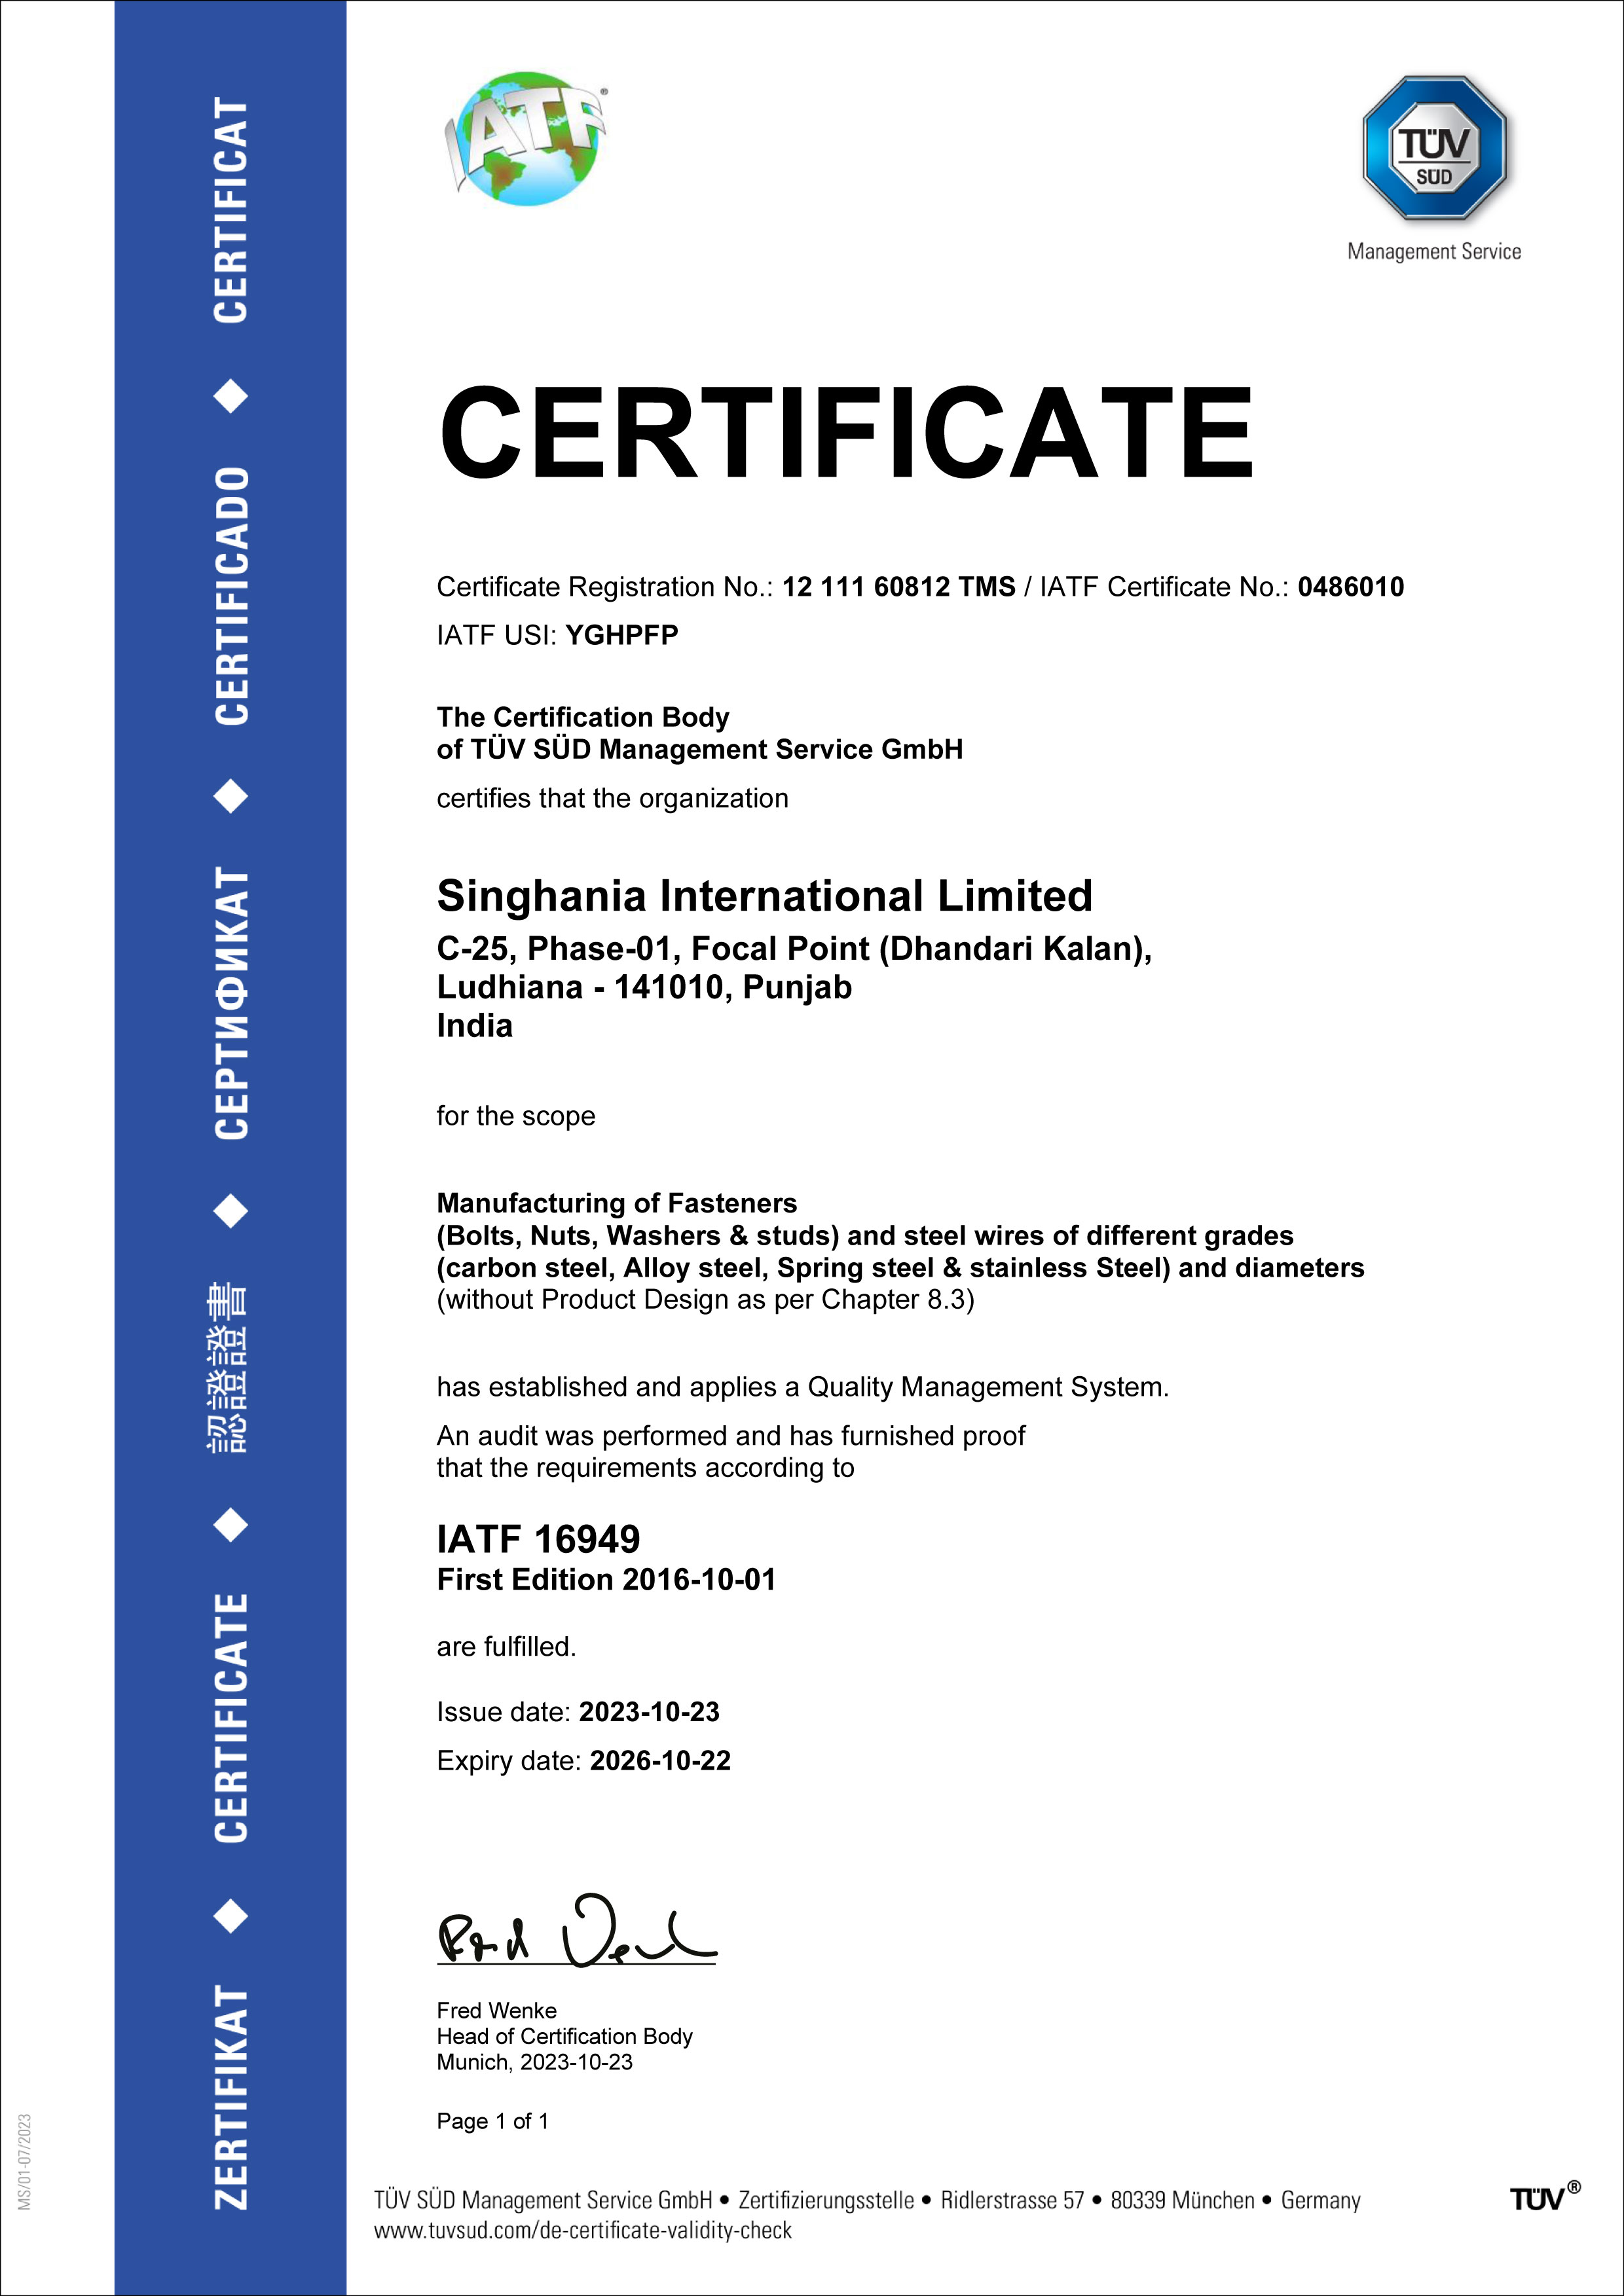 IATF®
TÜV
SÜD
Management Service
CERTIFICATE
Certificate Registration No.: 12 111 60812 TMS / IATF Certificate No.: 0486010
IATF USI: YGHPFP
The Certification Body
of TÜV SÜD Management Service GmbH
certifies that the organization
Singhania International Limited
C-25, Phase-01, Focal Point (Dhandari Kalan),
Ludhiana - 141010, Punjab
India
for the scope
Manufacturing of Fasteners
(Bolts, Nuts, Washers & studs) and steel wires of different grades
(carbon steel, Alloy steel, Spring steel & stainless Steel) and diameters
(without Product Design as per Chapter 8.3)
has established and applies a Quality Management System.
An audit was performed and has furnished proof
that the requirements according to
IATF 16949
First Edition 2016-10-01
are fulfilled.
Issue date: 2023-10-23
Expiry date: 2026-10-22
Fred Wenke
Head of Certification Body
Munich, 2023-10-23
Page 1 of 1
TÜV SÜD Management Service GmbH • Zertifizierungsstelle • Ridlerstrasse 57 • 80339 München • Germany
www.tuvsud.com/de-certificate-validity-check
TÜV®
ZERTIFIKAT ◆ CERTIFICATE ◆ 認證證書 ◆ СЕРТИФИКАТ ◆ CERTIFICADO ◆ CERTIFICAT
MS/01-07/2023